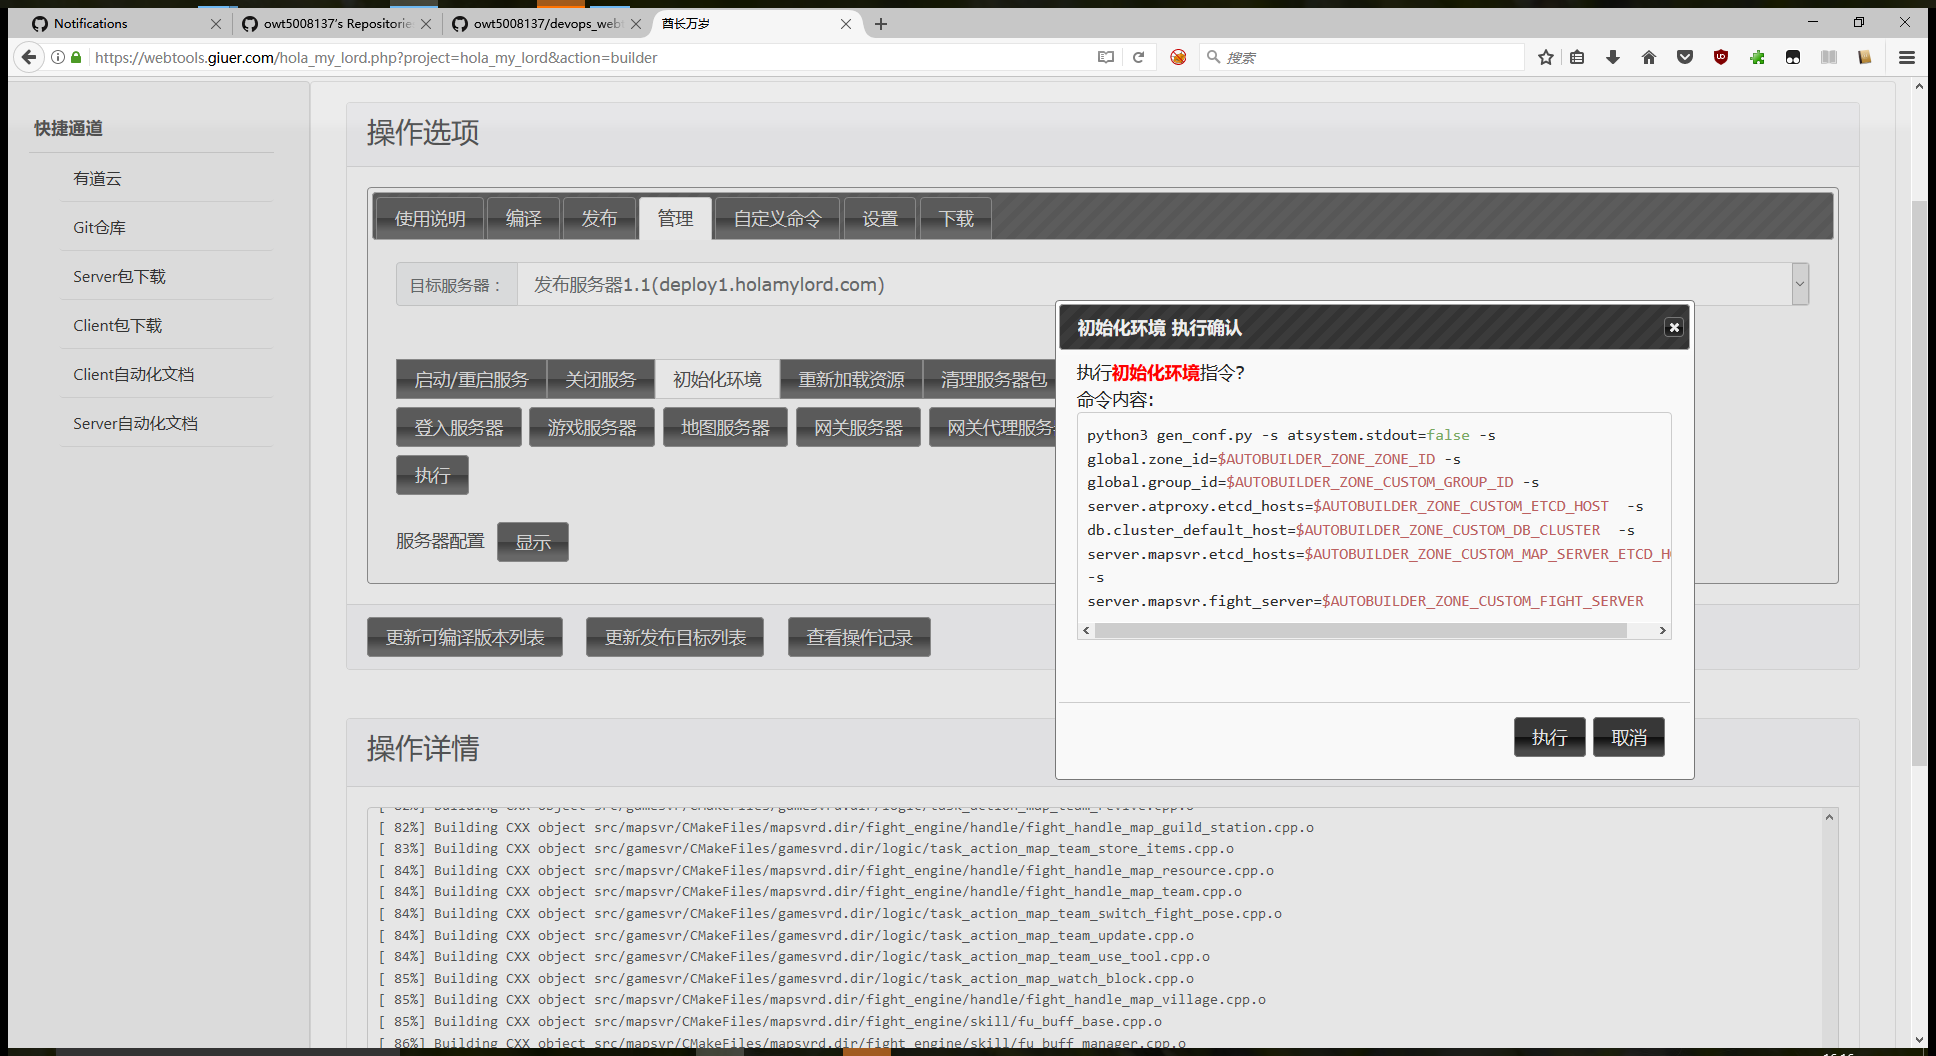 Notifications
owt5008137's Repositorie
owt5008137/devops_webt
酋长万岁
https://webtools.giuer.com/hola_my_lord.php?project=hola_my_lord&action=builder
搜索
快捷通道
有道云
Git仓库
Server包下载
Client包下载
Client自动化文档
Server自动化文档
操作选项
使用说明
编译
发布
管理
自定义命令
设置
下载
目标服务器：
发布服务器1.1(deploy1.holamylord.com)
启动/重启服务
关闭服务
初始化环境
重新加载资源
清理服务器包
登入服务器
游戏服务器
地图服务器
网关服务器
网关代理服务
执行
服务器配置
显示
更新可编译版本列表
更新发布目标列表
查看操作记录
初始化环境 执行确认
执行初始化环境指令?
命令内容:
python3 gen_conf.py -s atsystem.stdout=false -s
global.zone_id=$AUTOBUILDER_ZONE_ZONE_ID -s
global.group_id=$AUTOBUILDER_ZONE_CUSTOM_GROUP_ID -s
server.atproxy.etcd_hosts=$AUTOBUILDER_ZONE_CUSTOM_ETCD_HOST  -s
db.cluster_default_host=$AUTOBUILDER_ZONE_CUSTOM_DB_CLUSTER  -s
server.mapsvr.etcd_hosts=$AUTOBUILDER_ZONE_CUSTOM_MAP_SERVER_ETCD_H
-s
server.mapsvr.fight_server=$AUTOBUILDER_ZONE_CUSTOM_FIGHT_SERVER
执行
取消
操作详情
[ 82%] Building CXX object src/gamesvr/CMakeFiles/gamesvrd.dir/logic/task_action_map_team_revive.cpp.o
[ 82%] Building CXX object src/mapsvr/CMakeFiles/mapsvrd.dir/fight_engine/handle/fight_handle_map_guild_station.cpp.o
[ 83%] Building CXX object src/gamesvr/CMakeFiles/gamesvrd.dir/logic/task_action_map_team_store_items.cpp.o
[ 84%] Building CXX object src/mapsvr/CMakeFiles/mapsvrd.dir/fight_engine/handle/fight_handle_map_resource.cpp.o
[ 84%] Building CXX object src/mapsvr/CMakeFiles/mapsvrd.dir/fight_engine/handle/fight_handle_map_team.cpp.o
[ 84%] Building CXX object src/gamesvr/CMakeFiles/gamesvrd.dir/logic/task_action_map_team_switch_fight_pose.cpp.o
[ 84%] Building CXX object src/gamesvr/CMakeFiles/gamesvrd.dir/logic/task_action_map_team_update.cpp.o
[ 84%] Building CXX object src/gamesvr/CMakeFiles/gamesvrd.dir/logic/task_action_map_team_use_tool.cpp.o
[ 85%] Building CXX object src/gamesvr/CMakeFiles/gamesvrd.dir/logic/task_action_map_watch_block.cpp.o
[ 85%] Building CXX object src/mapsvr/CMakeFiles/mapsvrd.dir/fight_engine/handle/fight_handle_map_village.cpp.o
[ 85%] Building CXX object src/mapsvr/CMakeFiles/mapsvrd.dir/fight_engine/skill/fu_buff_base.cpp.o
[ 86%] Building CXX object src/mapsvr/CMakeFiles/mapsvrd.dir/fight_engine/skill/fu_buff_manager.cpp.o